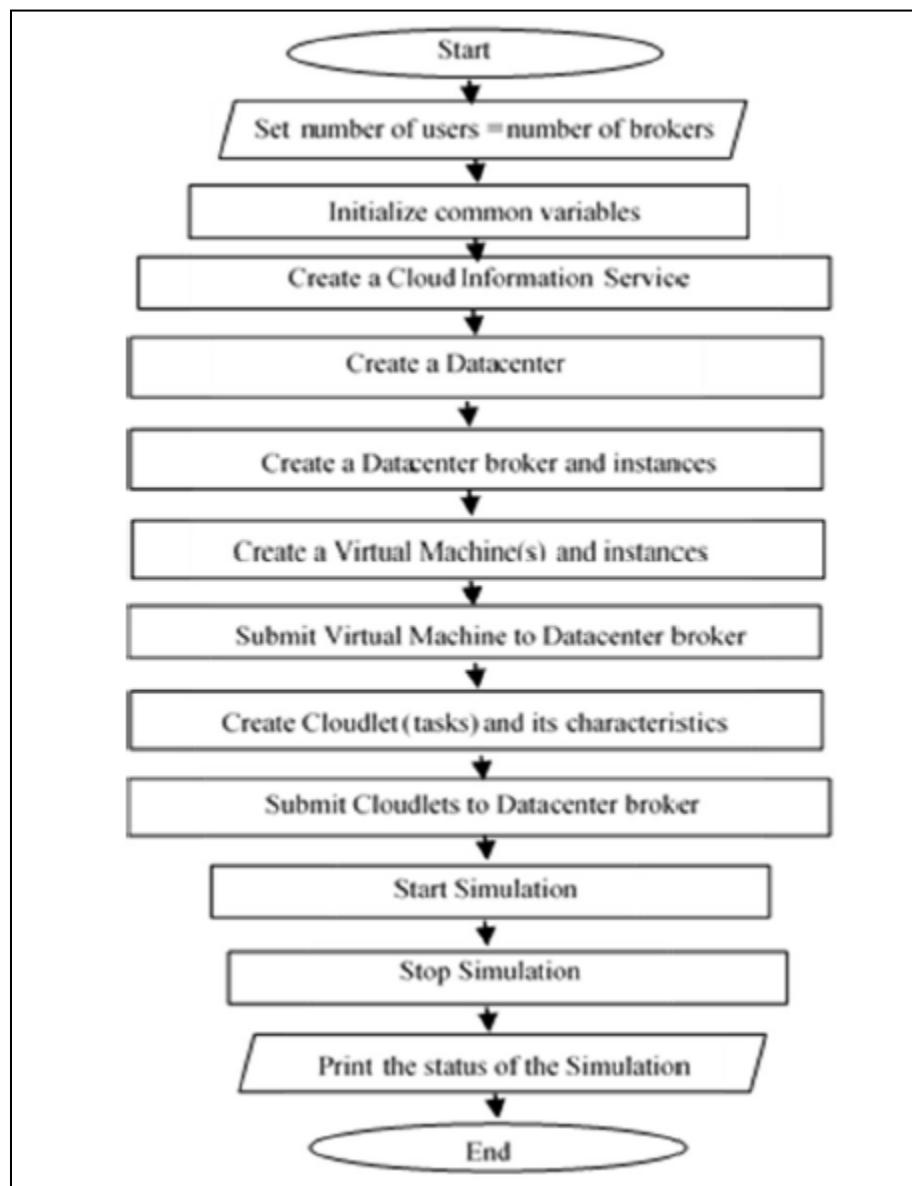 Start
Set number of users =number of brokers
Initialize common variables
Create a Cloud Information Service
Create a Datacenter
Create a Datacenter broker and instances
Create a Virtual Machine(s) and instances
Submit Virtual Machine to Datacenter broker
Create Cloudlet (tasks) and its characteristics
Submit Cloudlets to Datacenter broker
Start Simulation
Stop Simulation
Print the status of the Simulation
End